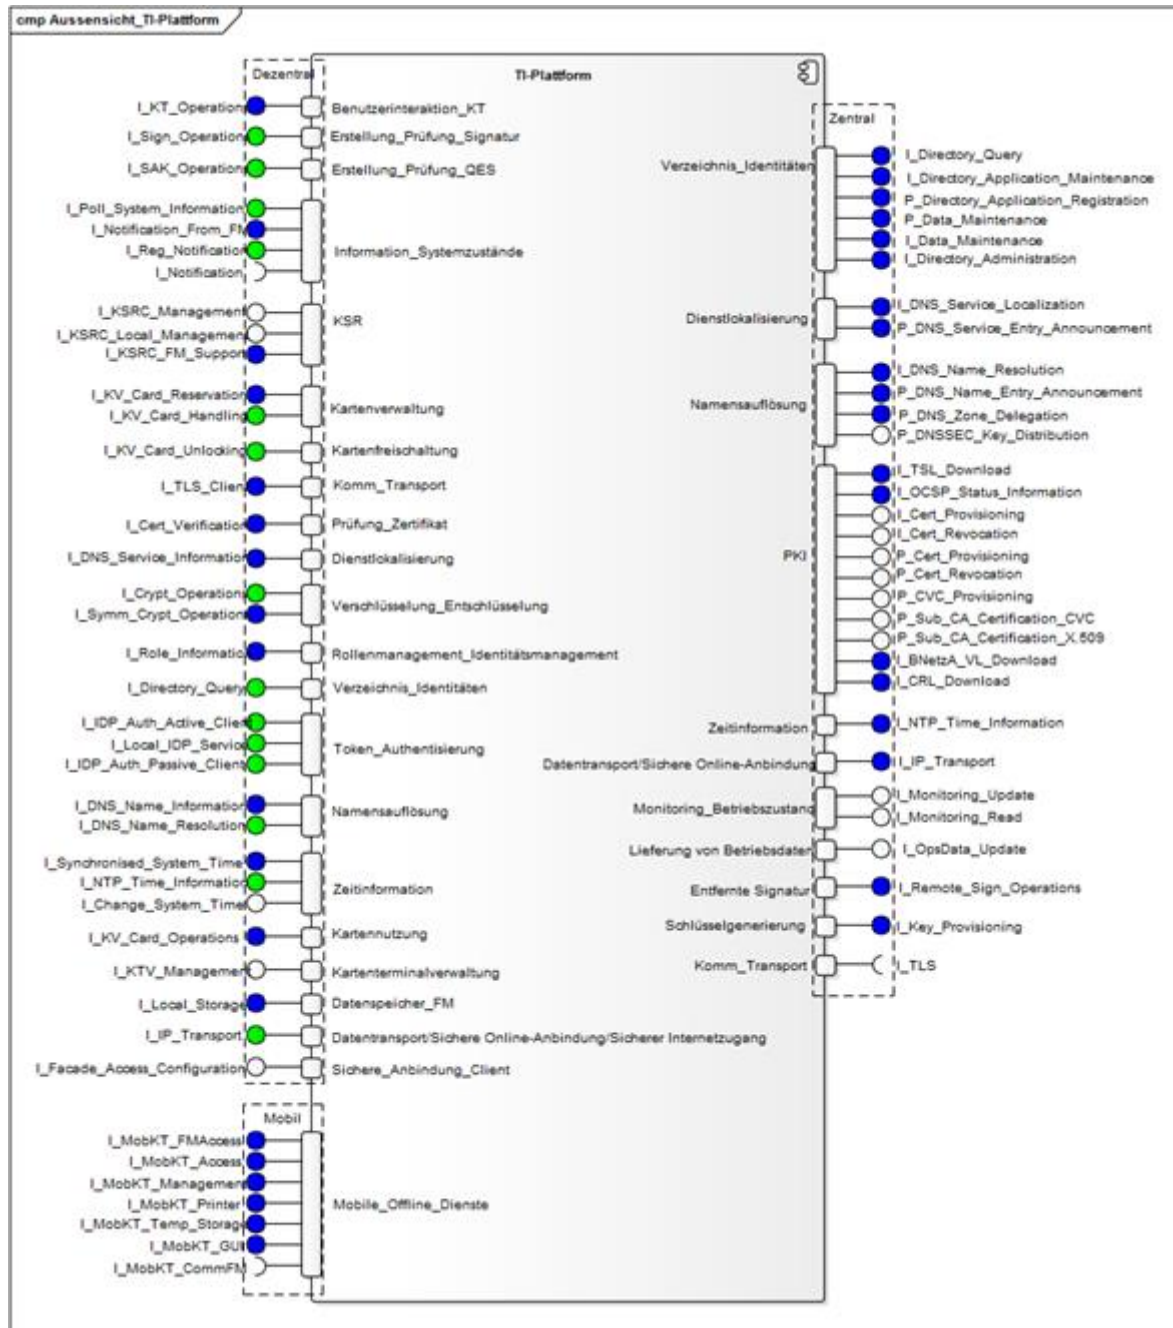 cmp Aussensicht_TI-Plattform
TI-Plattform
Dezentral
I_KT_Operation
Benutzerinteraktion_KT
I_Sign_Operation
Erstellung_Prüfung_Signatur
I_SAK_Operation
Erstellung_Prüfung_QES
I_Poll_System_Information
I_Notification_From_FM
I_Reg_Notification
I_Notification
Information_Systemzustände
I_KSRC_Management
I_KSRC_Local_Management
I_KSRC_FM_Support
KSR
I_KV_Card_Reservation
I_KV_Card_Handling
Kartenverwaltung
I_KV_Card_Unlocking
Kartenfreischaltung
I_TLS_Client
Komm_Transport
I_Cert_Verification
Prüfung_Zertifikat
I_DNS_Service_Information
Dienstlokalisierung
I_Crypt_Operations
I_Symm_Crypt_Operations
Verschlüsselung_Entschlüsselung
I_Role_Informatio
Rollenmanagement_Identitätsmanagement
I_Directory_Query
Verzeichnis_Identitäten
I_IDP_Auth_Active_Clien
I_Local_IDP_Service
I_IDP_Auth_Passive_Client
Token_Authentisierung
I_DNS_Name_Information
I_DNS_Name_Resolution
Namensauflösung
I_Synchronised_System_Time
I_NTP_Time_Information
I_Change_System_Time
Zeitinformation
I_KV_Card_Operations
Kartennutzung
I_KTV_Management
Kartenterminalverwaltung
I_Local_Storage
Datenspeicher_FM
I_IP_Transport
Datentransport/Sichere Online-Anbindung/Sicherer Internetzugang
I_Facade_Access_Configuration
Sichere_Anbindung_Client
Mobil
I_MobKT_FMAccess
I_MobKT_Access
I_MobKT_Management
I_MobKT_Printer
I_MobKT_Temp_Storage
I_MobKT_GUI
I_MobKT_CommFM
Mobile_Offline_Dienste
Zentral
Verzeichnis_Identitäten
I_Directory_Query
I_Directory_Application_Maintenance
P_Directory_Application_Registration
P_Data_Maintenance
I_Data_Maintenance
I_Directory_Administration
Dienstlokalisierung
I_DNS_Service_Localization
P_DNS_Service_Entry_Announcement
Namensauflösung
I_DNS_Name_Resolution
P_DNS_Name_Entry_Announcement
P_DNS_Zone_Delegation
P_DNSSEC_Key_Distribution
PKI
I_TSL_Download
I_OCSP_Status_Information
I_Cert_Provisioning
I_Cert_Revocation
P_Cert_Provisioning
P_Cert_Revocation
P_CVC_Provisioning
P_Sub_CA_Certification_CVC
P_Sub_CA_Certification_X.509
I_BNetzA_VL_Download
I_CRL_Download
Zeitinformation
I_NTP_Time_Information
Datentransport/Sichere Online-Anbindung
I_IP_Transport
Monitoring_Betriebszustand
I_Monitoring_Update
I_Monitoring_Read
Lieferung von Betriebsdaten
I_OpsData_Update
Entfernte Signatur
I_Remote_Sign_Operations
Schlüsselgenerierung
I_Key_Provisioning
Komm_Transport
I_TLS